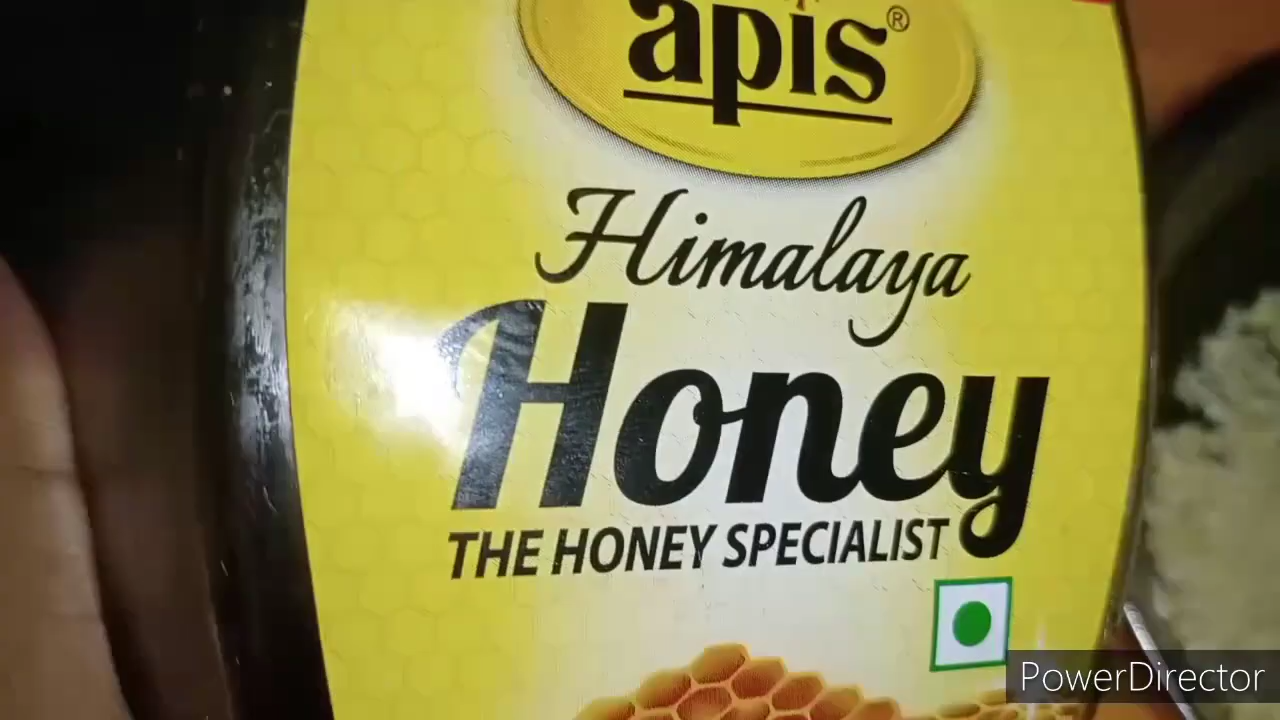 apis®
Himalaya
Honey
THE HONEY SPECIALIST
PowerDirector